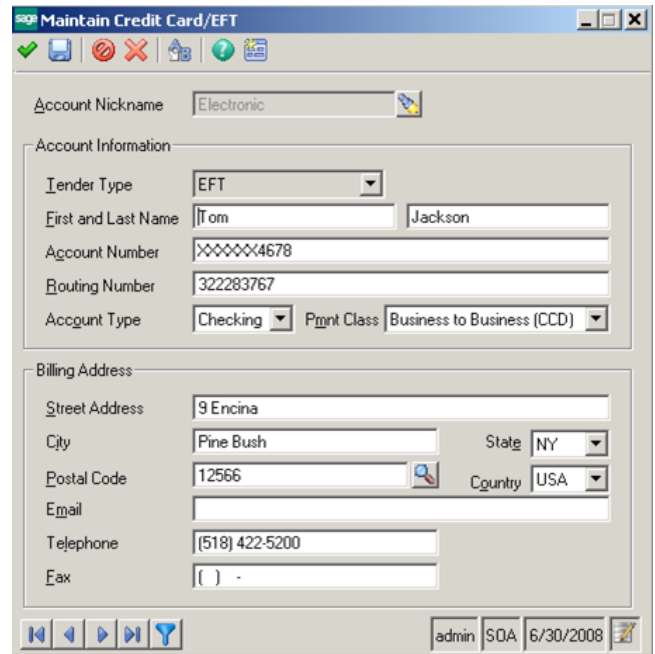 sage Maintain Credit Card/EFT
Account Nickname Electronic
Account Information
Tender Type EFT
First and Last Name Tom Jackson
Account Number XXXXXX4678
Routing Number 322283767
Account Type Checking Pmnt Class Business to Business (CCD)
Billing Address
Street Address 9 Encina
City Pine Bush State NY
Postal Code 12566 Country USA
Email
Telephone (518) 422-5200
Fax ( ) -
admin SOA 6/30/2008